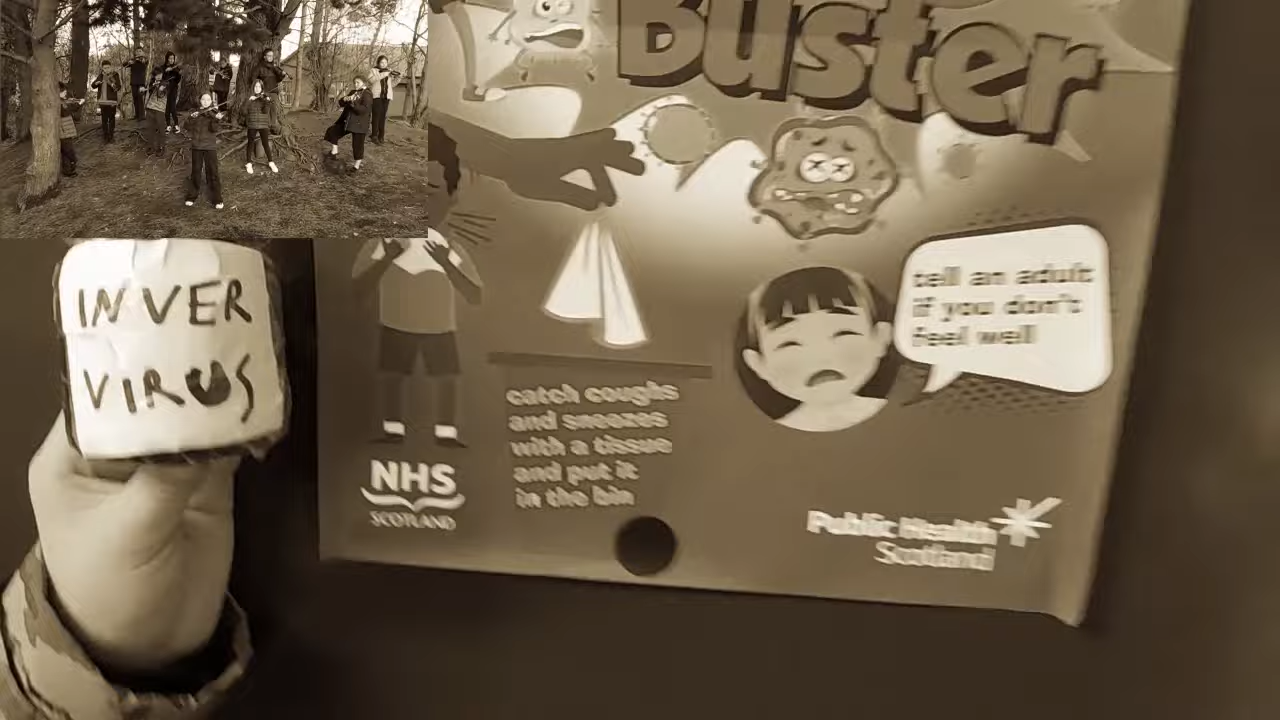 Buster
INVER
VIRUS
tell an adult
if you don't
feel well
catch coughs
and sneezes
with a tissue
and put it
in the bin
NHS
SCOTLAND
Public Health
Scotland